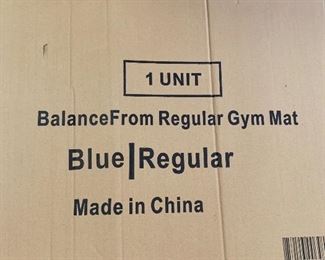 1 UNIT
BalanceFrom Regular Gym Mat
Blue|Regular
Made in China